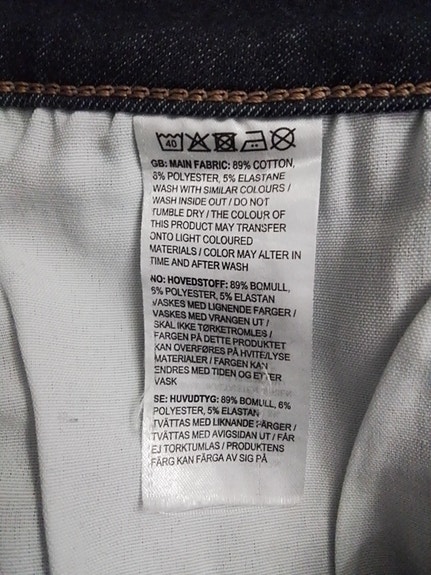 40
GB: MAIN FABRIC: 89% COTTON,
6% POLYESTER, 5% ELASTANE
WASH WITH SIMILAR COLOURS /
WASH INSIDE OUT / DO NOT
TUMBLE DRY / THE COLOUR OF
THIS PRODUCT MAY TRANSFER
ONTO LIGHT COLOURED
MATERIALS / COLOR MAY ALTER IN
TIME AND AFTER WASH
NO: HOVEDSTOFF: 89% BOMULL,
6% POLYESTER, 5% ELASTAN
VASKES MED LIGNENDE FARGER /
VASKES MED VRANGEN UT /
SKAL IKKE TØRKETROMLES /
FARGEN PÅ DETTE PRODUKTET
KAN OVERFØRES PÅ HVITE/LYSE
MATERIALER / FARGEN KAN
ENDRES MED TIDEN OG ETTER
VASK
SE: HUVUDTYG: 89% BOMULL, 6%
POLYESTER, 5% ELASTAN
TVÄTTAS MED LIKNANDE FÄRGER /
TVÄTTAS MED AVIGSIDAN UT / FÅR
EJ TORKTUMLAS / PRODUKTENS
FÄRG KAN FÄRGA AV SIG PÅ